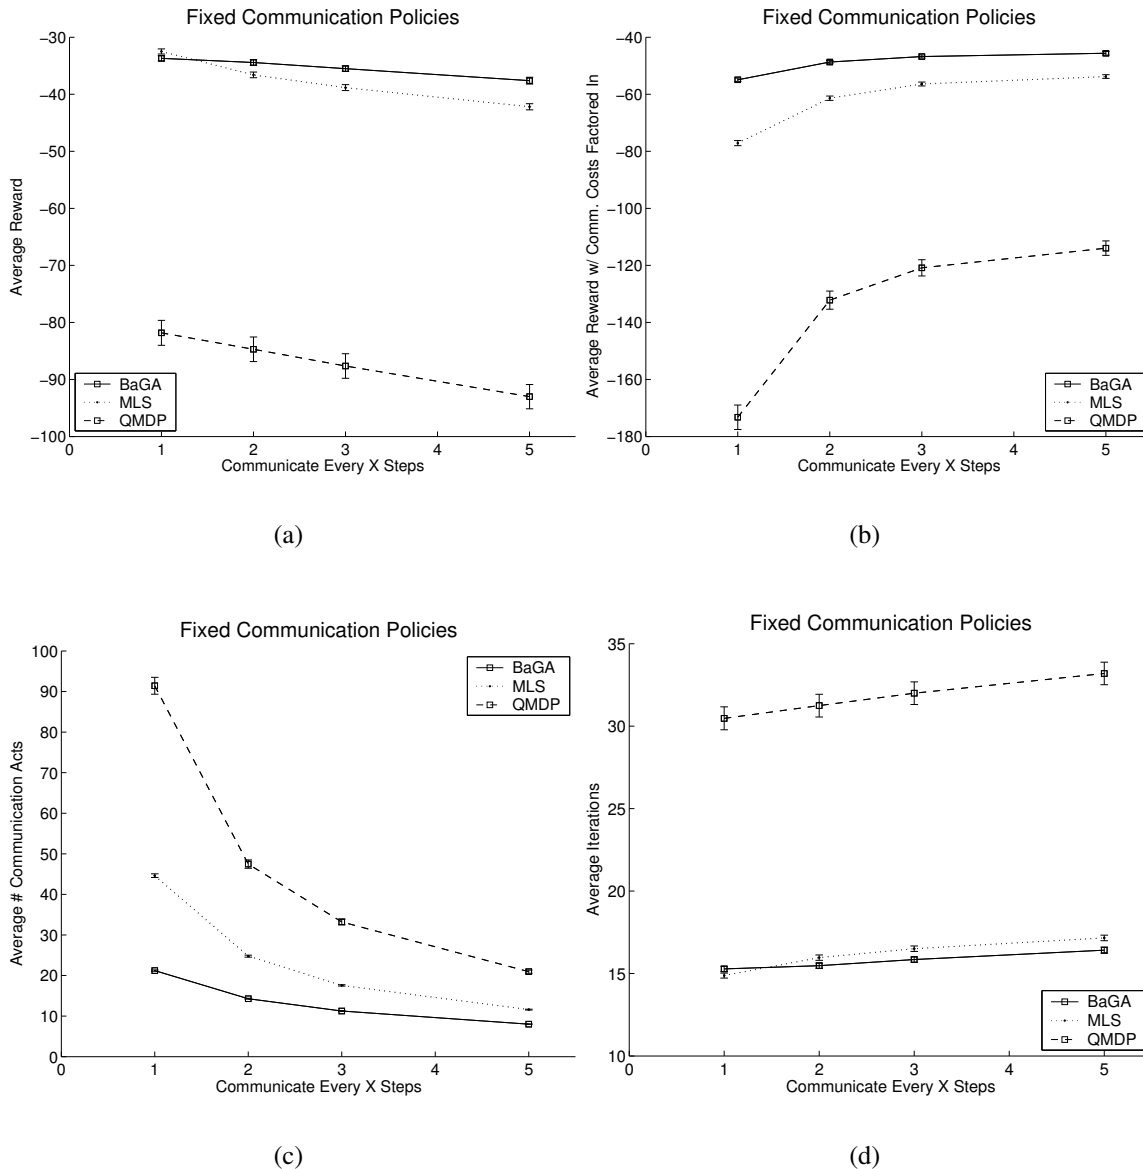 Fixed Communication Policies
−30
−40
−50
−60
−70
−80
−90
−100
Average Reward
BaGA
MLS
QMDP
0
1
2
3
4
5
Communicate Every X Steps
(a)
Fixed Communication Policies
−40
−60
−80
−100
−120
−140
−160
−180
Average Reward w/ Comm. Costs Factored In
BaGA
MLS
QMDP
0
1
2
3
4
5
Communicate Every X Steps
(b)
Fixed Communication Policies
100
90
80
70
60
50
40
30
20
10
0
Average # Communication Acts
BaGA
MLS
QMDP
0
1
2
3
4
5
Communicate Every X Steps
(c)
Fixed Communication Policies
35
30
25
20
15
10
Average Iterations
BaGA
MLS
QMDP
0
1
2
3
4
5
Communicate Every X Steps
(d)